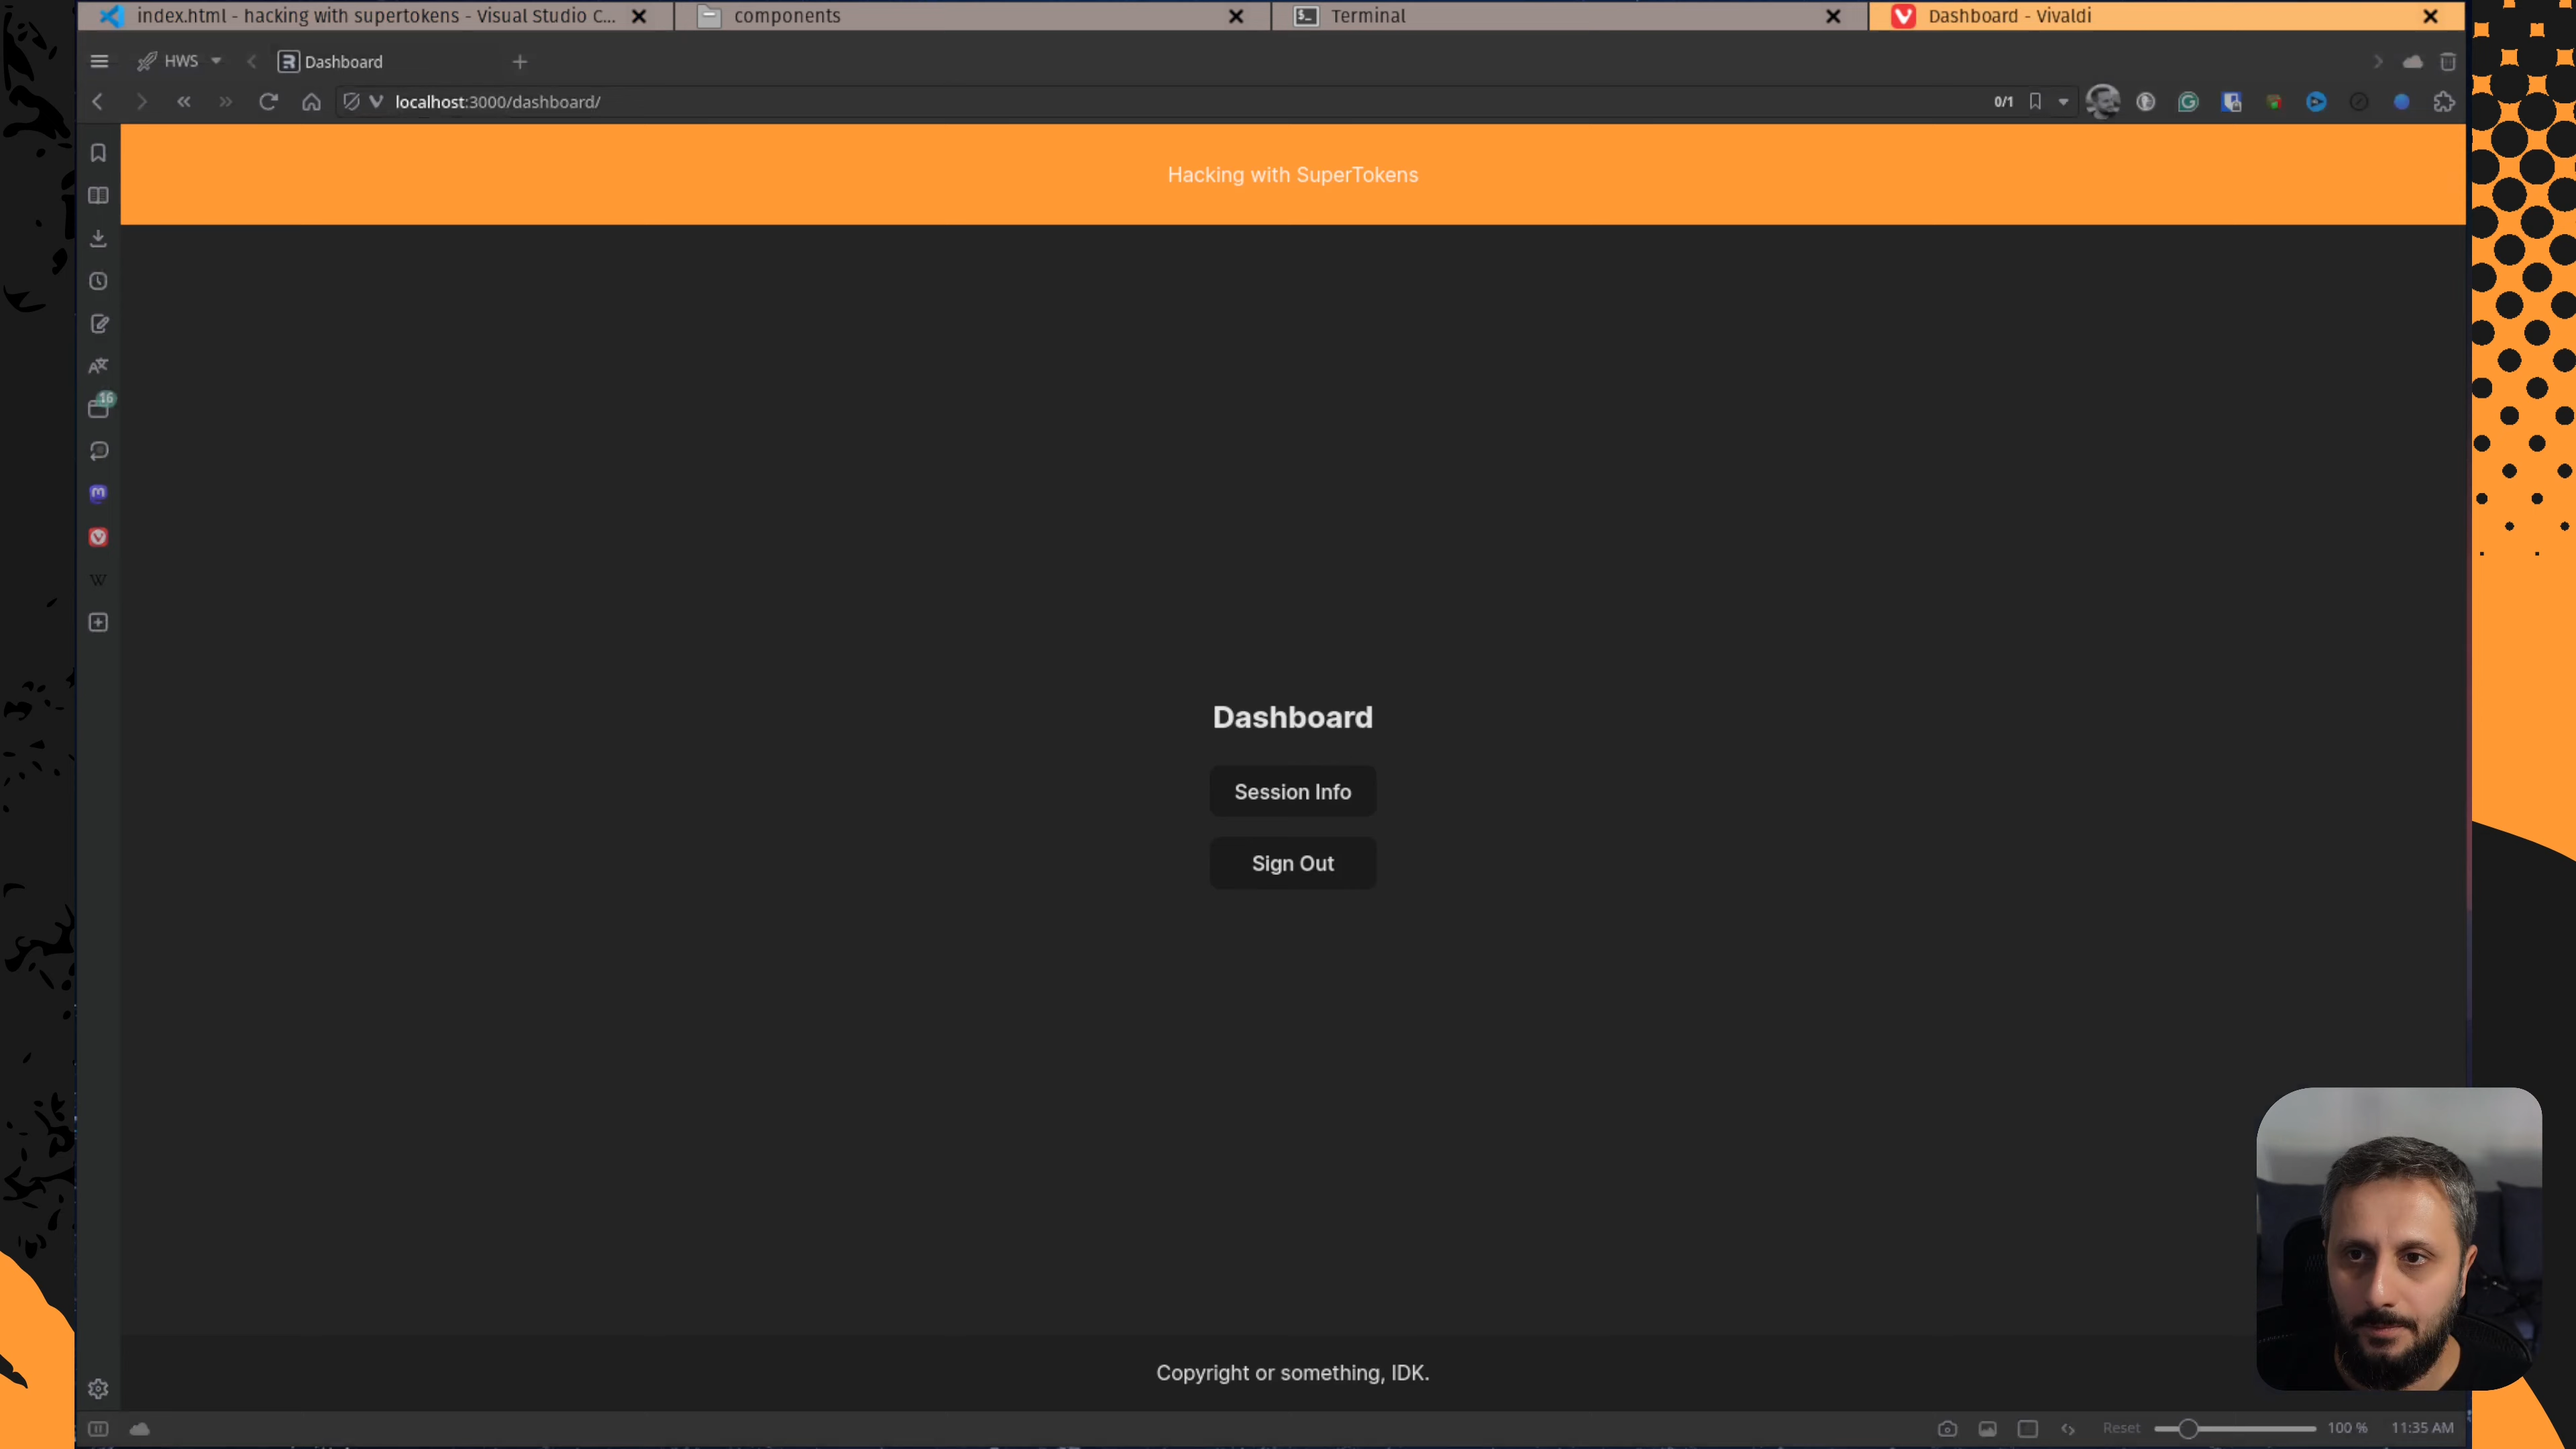 index.html - hacking with supertokens - Visual Studio C...
components
Terminal
Dashboard - Vivaldi
HWS
Dashboard
localhost:3000/dashboard/
0/1
Hacking with SuperTokens
16
W
Dashboard
Session Info
Sign Out
Copyright or something, IDK.
Reset
100 %
11:35 AM